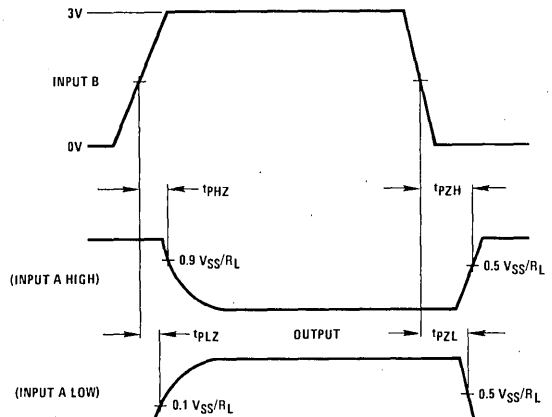 3V
INPUT B
0V
tPHZ
tPZH
0.9 VSS/RL
0.5 VSS/RL
(INPUT A HIGH)
tPLZ
OUTPUT
tPZL
(INPUT A LOW)
0.1 VSS/RL
0.5 VSS/RL